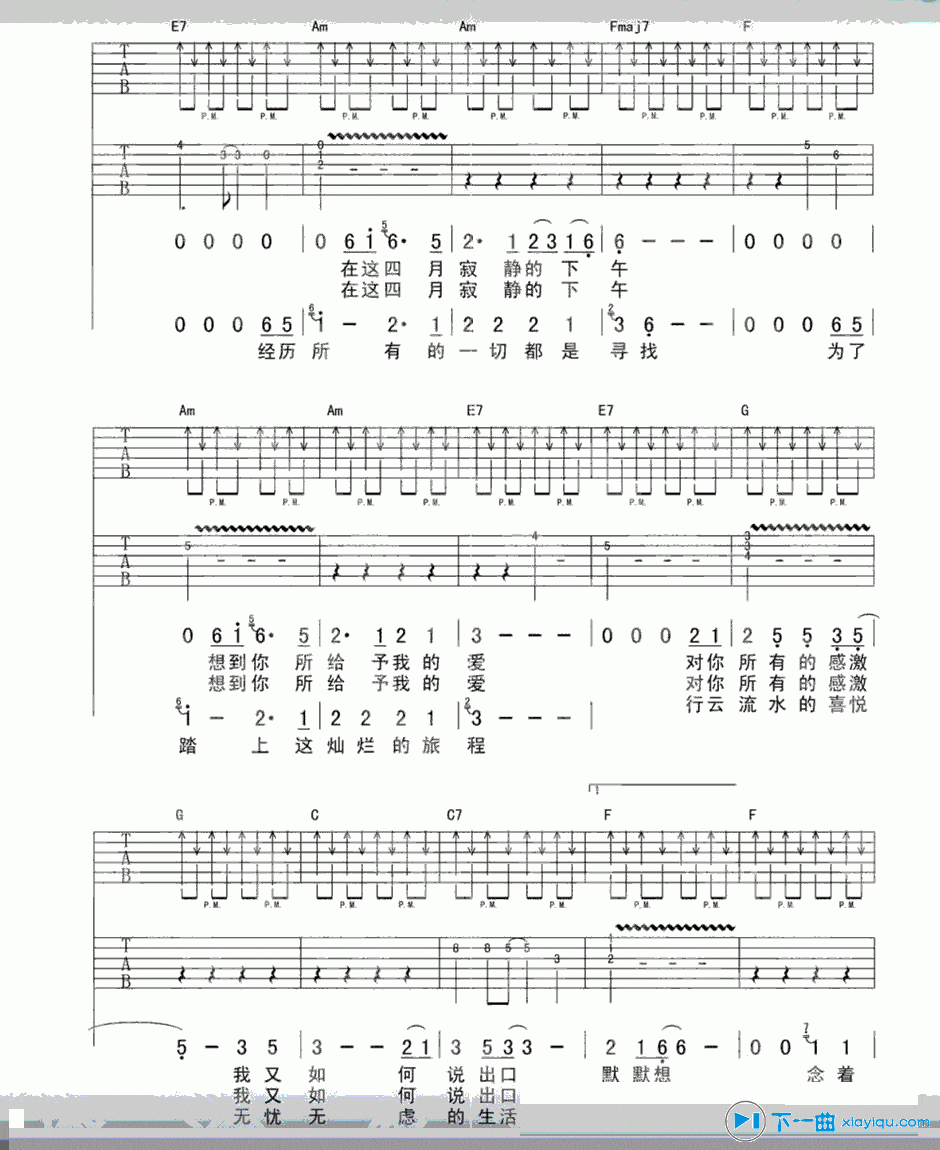 E7 Am Am Fmaj7 F
T A B
P.M. P.M. P.M. P.M. P.M. P.M. P.M. P.M. P.M. P.M.
T A B 4 3 3 0 0 1 2 - - - 5 6
0 0 0 0 | 0 6 1 5 6· 5 | 2· 1 2 3 1 6 | 6 - - - | 0 0 0 0 |
在这四 月寂 静的 下 午
在这四 月寂 静的 下 午
0 0 0 6 5 | 6 1 - 2· 1 | 2 2 2 1 | 2 3 6 - - | 0 0 0 6 5 |
经历所 有的一切都是 寻找 为了
Am Am E7 E7 G
T A B
P.M. P.M. P.M. P.M. P.M. P.M. P.M. P.M. P.M. P.M.
T A B 5 - - - 4 - 5 - - - 3 3 4 - - -
0 6 1 5 6· 5 | 2· 1 2 1 | 3 - - - | 0 0 0 2 1 | 2 5 5 3 5
想到你 所给 予我的 爱 对你 所有的感激
想到你 所给 予我的 爱 对你 所有的感激
行云 流水的喜悦
6 1 - 2· 1 | 2 2 2 1 | 2 3 - - - |
踏 上这灿烂的旅 程
1
G C C7 F F
T A B
P.M. P.M. P.M. P.M. P.M. P.M. P.M. P.M. P.M. P.M.
T A B 8 8 5 5 3 1 1 2 - - -
5 - 3 5 | 3 - - 2 1 | 3 5 3 3 - | 2 1 6 6 - | 0 0 7 1 1 |
我又如 何 说出口 默默想 念着
我又如 何 说出口
无忧无 虑 的生活
下一曲 xiayiqu.com